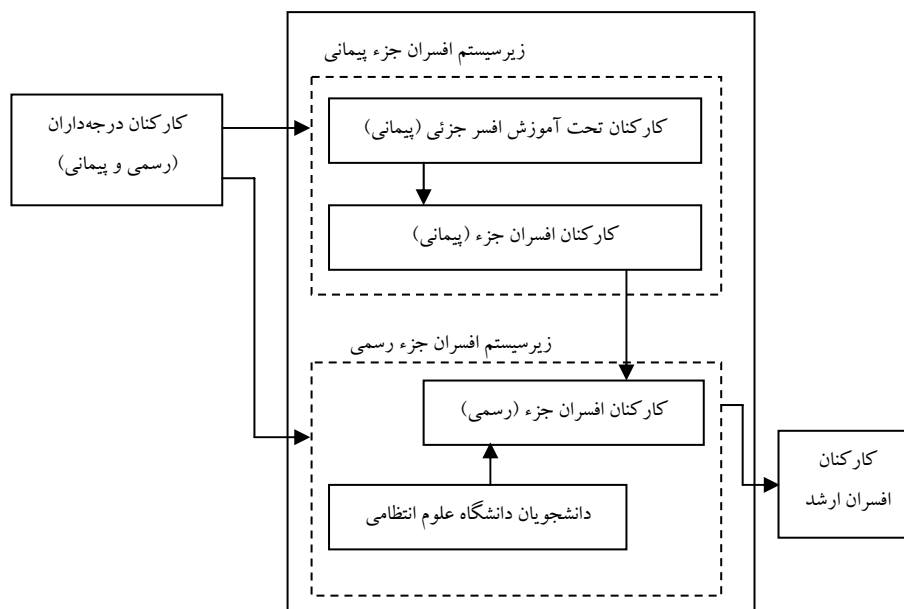 زیرسیستم افسران جزء پیمانی
کارکنان درجه‌داران
(رسمی و پیمانی)
کارکنان تحت آموزش افسر جزئی (پیمانی)
کارکنان افسران جزء (پیمانی)
زیرسیستم افسران جزء رسمی
کارکنان افسران جزء (رسمی)
دانشجویان دانشگاه علوم انتظامی
کارکنان
افسران ارشد